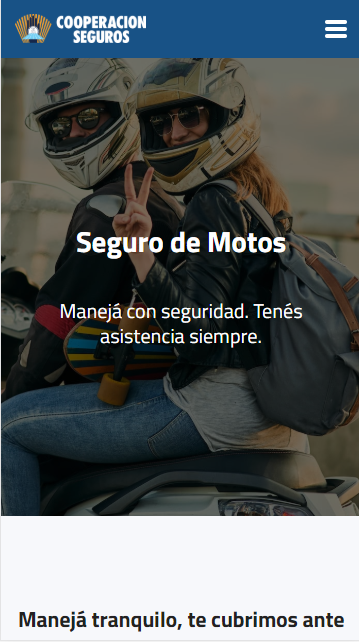 COOPERACION
SEGUROS
Seguro de Motos
Manejá con seguridad. Tenés
asistencia siempre.
Manejá tranquilo, te cubrimos ante